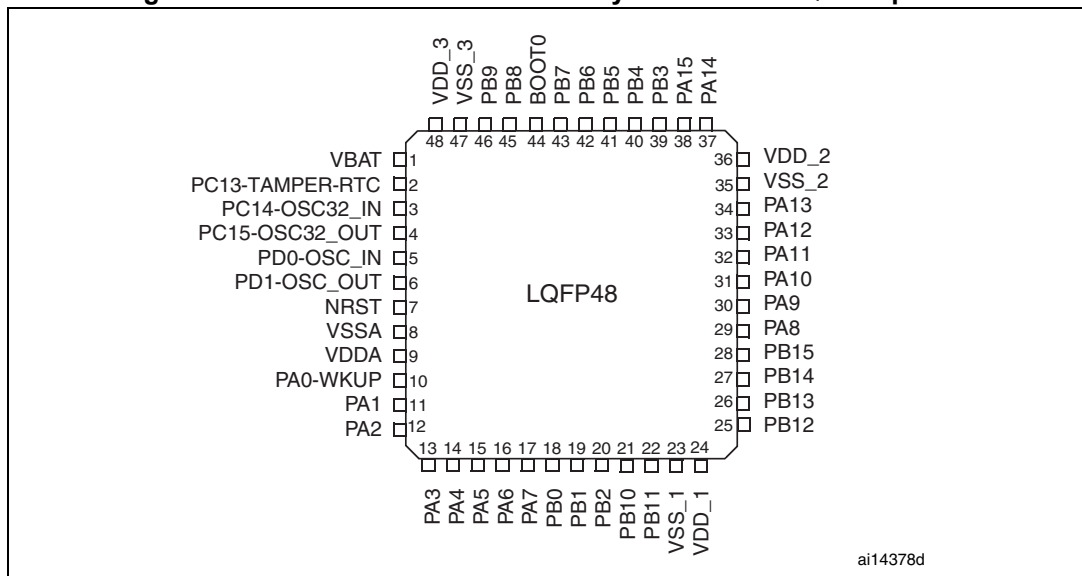 VDD_3
VSS_3
PB9
PB8
BOOT0
PB7
PB6
PB5
PB4
PB3
PA15
PA14
48 47 46 45 44 43 42 41 40 39 38 37
VBAT 1
PC13-TAMPER-RTC 2
PC14-OSC32_IN 3
PC15-OSC32_OUT 4
PD0-OSC_IN 5
PD1-OSC_OUT 6
NRST 7
VSSA 8
VDDA 9
PA0-WKUP 10
PA1 11
PA2 12
LQFP48
36 VDD_2
35 VSS_2
34 PA13
33 PA12
32 PA11
31 PA10
30 PA9
29 PA8
28 PB15
27 PB14
26 PB13
25 PB12
13 14 15 16 17 18 19 20 21 22 23 24
PA3
PA4
PA5
PA6
PA7
PB0
PB1
PB2
PB10
PB11
VSS_1
VDD_1
ai14378d